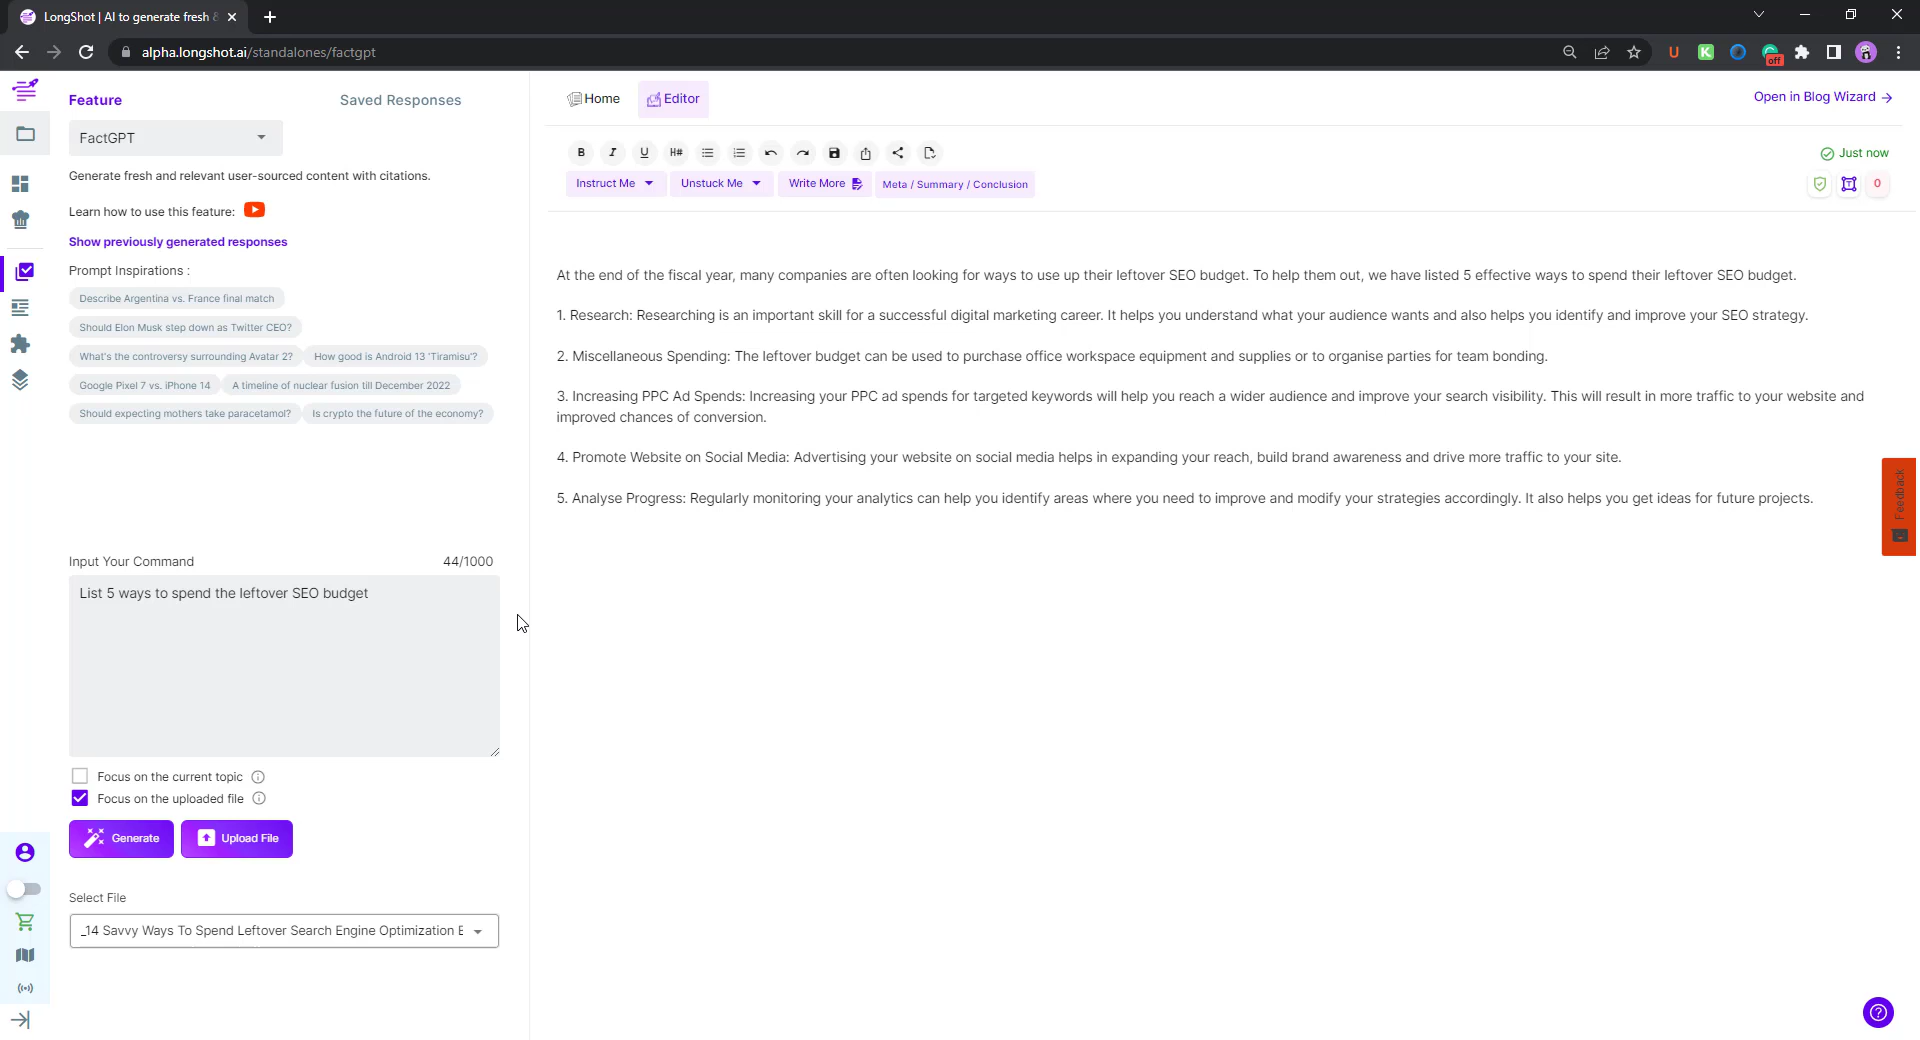 LongShot | AI to generate fresh &
alpha.longshot.ai/standalones/factgpt
U
K
off
Feature
Saved Responses
FactGPT
Generate fresh and relevant user-sourced content with citations.
Learn how to use this feature:
Show previously generated responses
Prompt Inspirations :
Describe Argentina vs. France final match
Should Elon Musk step down as Twitter CEO?
What's the controversy surrounding Avatar 2?
How good is Android 13 'Tiramisu'?
Google Pixel 7 vs. iPhone 14
A timeline of nuclear fusion till December 2022
Should expecting mothers take paracetamol?
Is crypto the future of the economy?
Input Your Command
44/1000
List 5 ways to spend the leftover SEO budget
Focus on the current topic
Focus on the uploaded file
Generate
Upload File
Select File
_14 Savvy Ways To Spend Leftover Search Engine Optimization E
Home
Editor
Open in Blog Wizard
B
I
U
H#
Just now
Instruct Me
Unstuck Me
Write More
Meta / Summary / Conclusion
0
At the end of the fiscal year, many companies are often looking for ways to use up their leftover SEO budget. To help them out, we have listed 5 effective ways to spend their leftover SEO budget.
1. Research: Researching is an important skill for a successful digital marketing career. It helps you understand what your audience wants and also helps you identify and improve your SEO strategy.
2. Miscellaneous Spending: The leftover budget can be used to purchase office workspace equipment and supplies or to organise parties for team bonding.
3. Increasing PPC Ad Spends: Increasing your PPC ad spends for targeted keywords will help you reach a wider audience and improve your search visibility. This will result in more traffic to your website and
improved chances of conversion.
4. Promote Website on Social Media: Advertising your website on social media helps in expanding your reach, build brand awareness and drive more traffic to your site.
5. Analyse Progress: Regularly monitoring your analytics can help you identify areas where you need to improve and modify your strategies accordingly. It also helps you get ideas for future projects.
Feedback